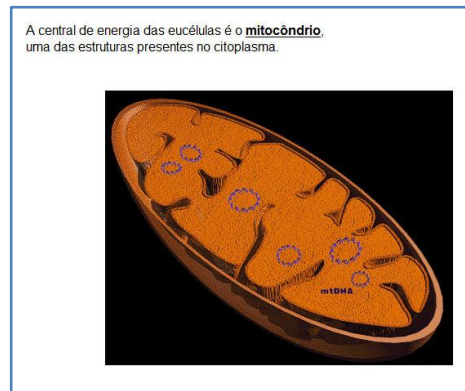 A central de energia das eucélulas é o mitocôndrio,
uma das estruturas presentes no citoplasma.
mtDNA